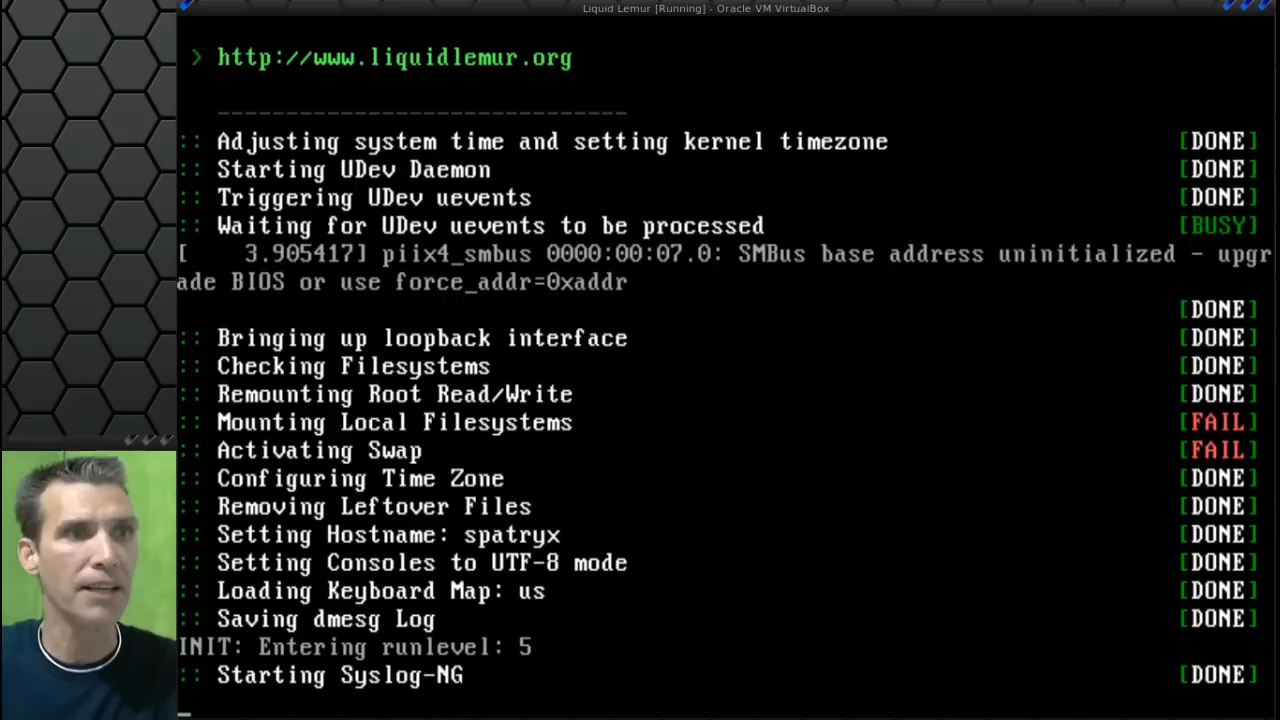 Liquid Lemur [Running] - Oracle VM VirtualBox
> http://www.liquidlemur.org
------------------------------
:: Adjusting system time and setting kernel timezone [DONE]
:: Starting UDev Daemon [DONE]
:: Triggering UDev uevents [DONE]
:: Waiting for UDev uevents to be processed [BUSY]
[    3.905417] piix4_smbus 0000:00:07.0: SMBus base address uninitialized - upgr
ade BIOS or use force_addr=0xaddr
[DONE]
:: Bringing up loopback interface [DONE]
:: Checking Filesystems [DONE]
:: Remounting Root Read/Write [DONE]
:: Mounting Local Filesystems [FAIL]
:: Activating Swap [FAIL]
:: Configuring Time Zone [DONE]
:: Removing Leftover Files [DONE]
:: Setting Hostname: spatryx [DONE]
:: Setting Consoles to UTF-8 mode [DONE]
:: Loading Keyboard Map: us [DONE]
:: Saving dmesg Log [DONE]
INIT: Entering runlevel: 5
:: Starting Syslog-NG [DONE]